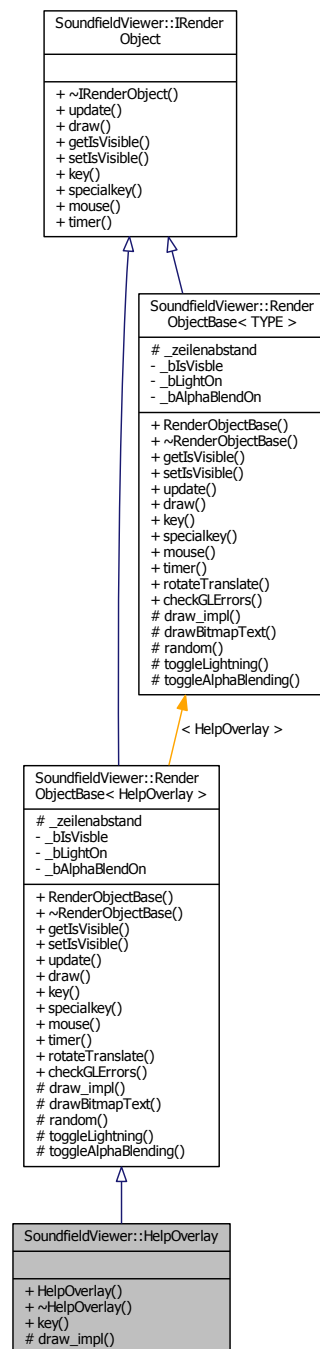 SoundfieldViewer::IRender
Object
+ ~IRenderObject()
+ update()
+ draw()
+ getIsVisible()
+ setIsVisible()
+ key()
+ specialkey()
+ mouse()
+ timer()
SoundfieldViewer::Render
ObjectBase< TYPE >
# _zeilenabstand
- _bIsVisble
- _bLightOn
- _bAlphaBlendOn
+ RenderObjectBase()
+ ~RenderObjectBase()
+ getIsVisible()
+ setIsVisible()
+ update()
+ draw()
+ key()
+ specialkey()
+ mouse()
+ timer()
+ rotateTranslate()
+ checkGLErrors()
# draw_impl()
# drawBitmapText()
# random()
# toggleLightning()
# toggleAlphaBlending()
< HelpOverlay >
SoundfieldViewer::Render
ObjectBase< HelpOverlay >
# _zeilenabstand
- _bIsVisble
- _bLightOn
- _bAlphaBlendOn
+ RenderObjectBase()
+ ~RenderObjectBase()
+ getIsVisible()
+ setIsVisible()
+ update()
+ draw()
+ key()
+ specialkey()
+ mouse()
+ timer()
+ rotateTranslate()
+ checkGLErrors()
# draw_impl()
# drawBitmapText()
# random()
# toggleLightning()
# toggleAlphaBlending()
SoundfieldViewer::HelpOverlay
+ HelpOverlay()
+ ~HelpOverlay()
+ key()
# draw_impl()